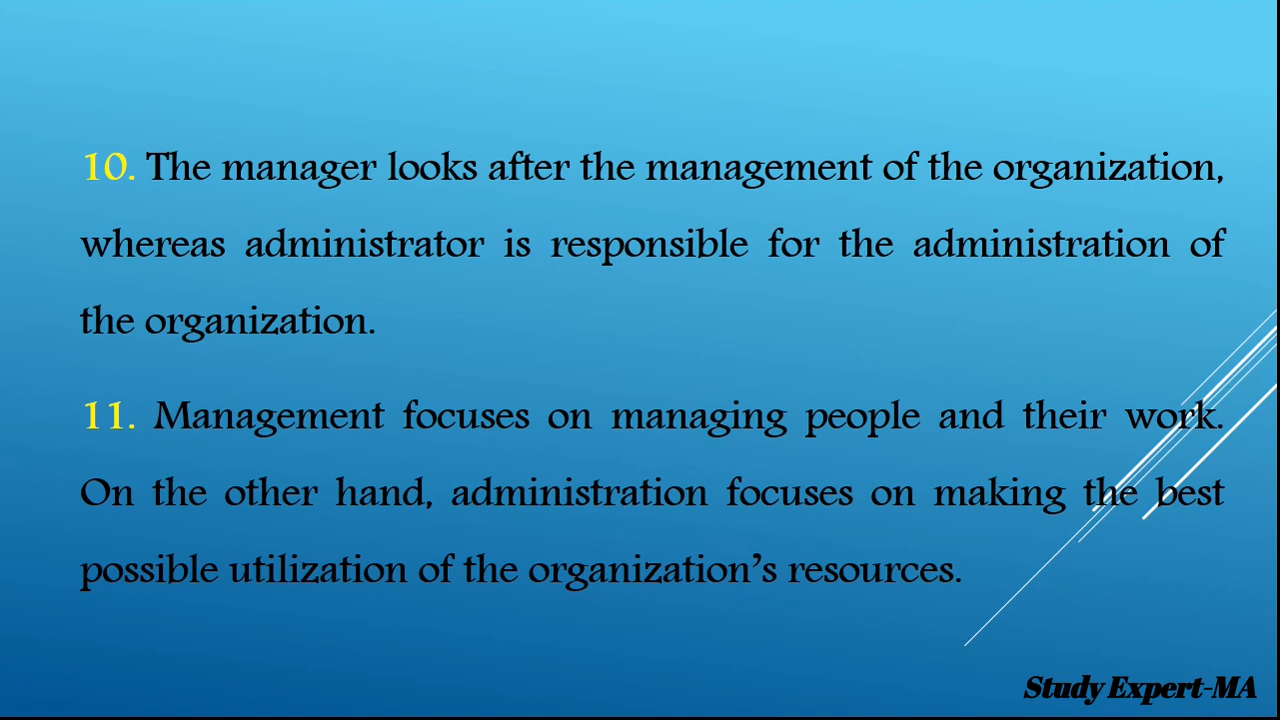 10. The manager looks after the management of the organization,
whereas administrator is responsible for the administration of
the organization.
11. Management focuses on managing people and their work.
On the other hand, administration focuses on making the best
possible utilization of the organization’s resources.
Study Expert-MA